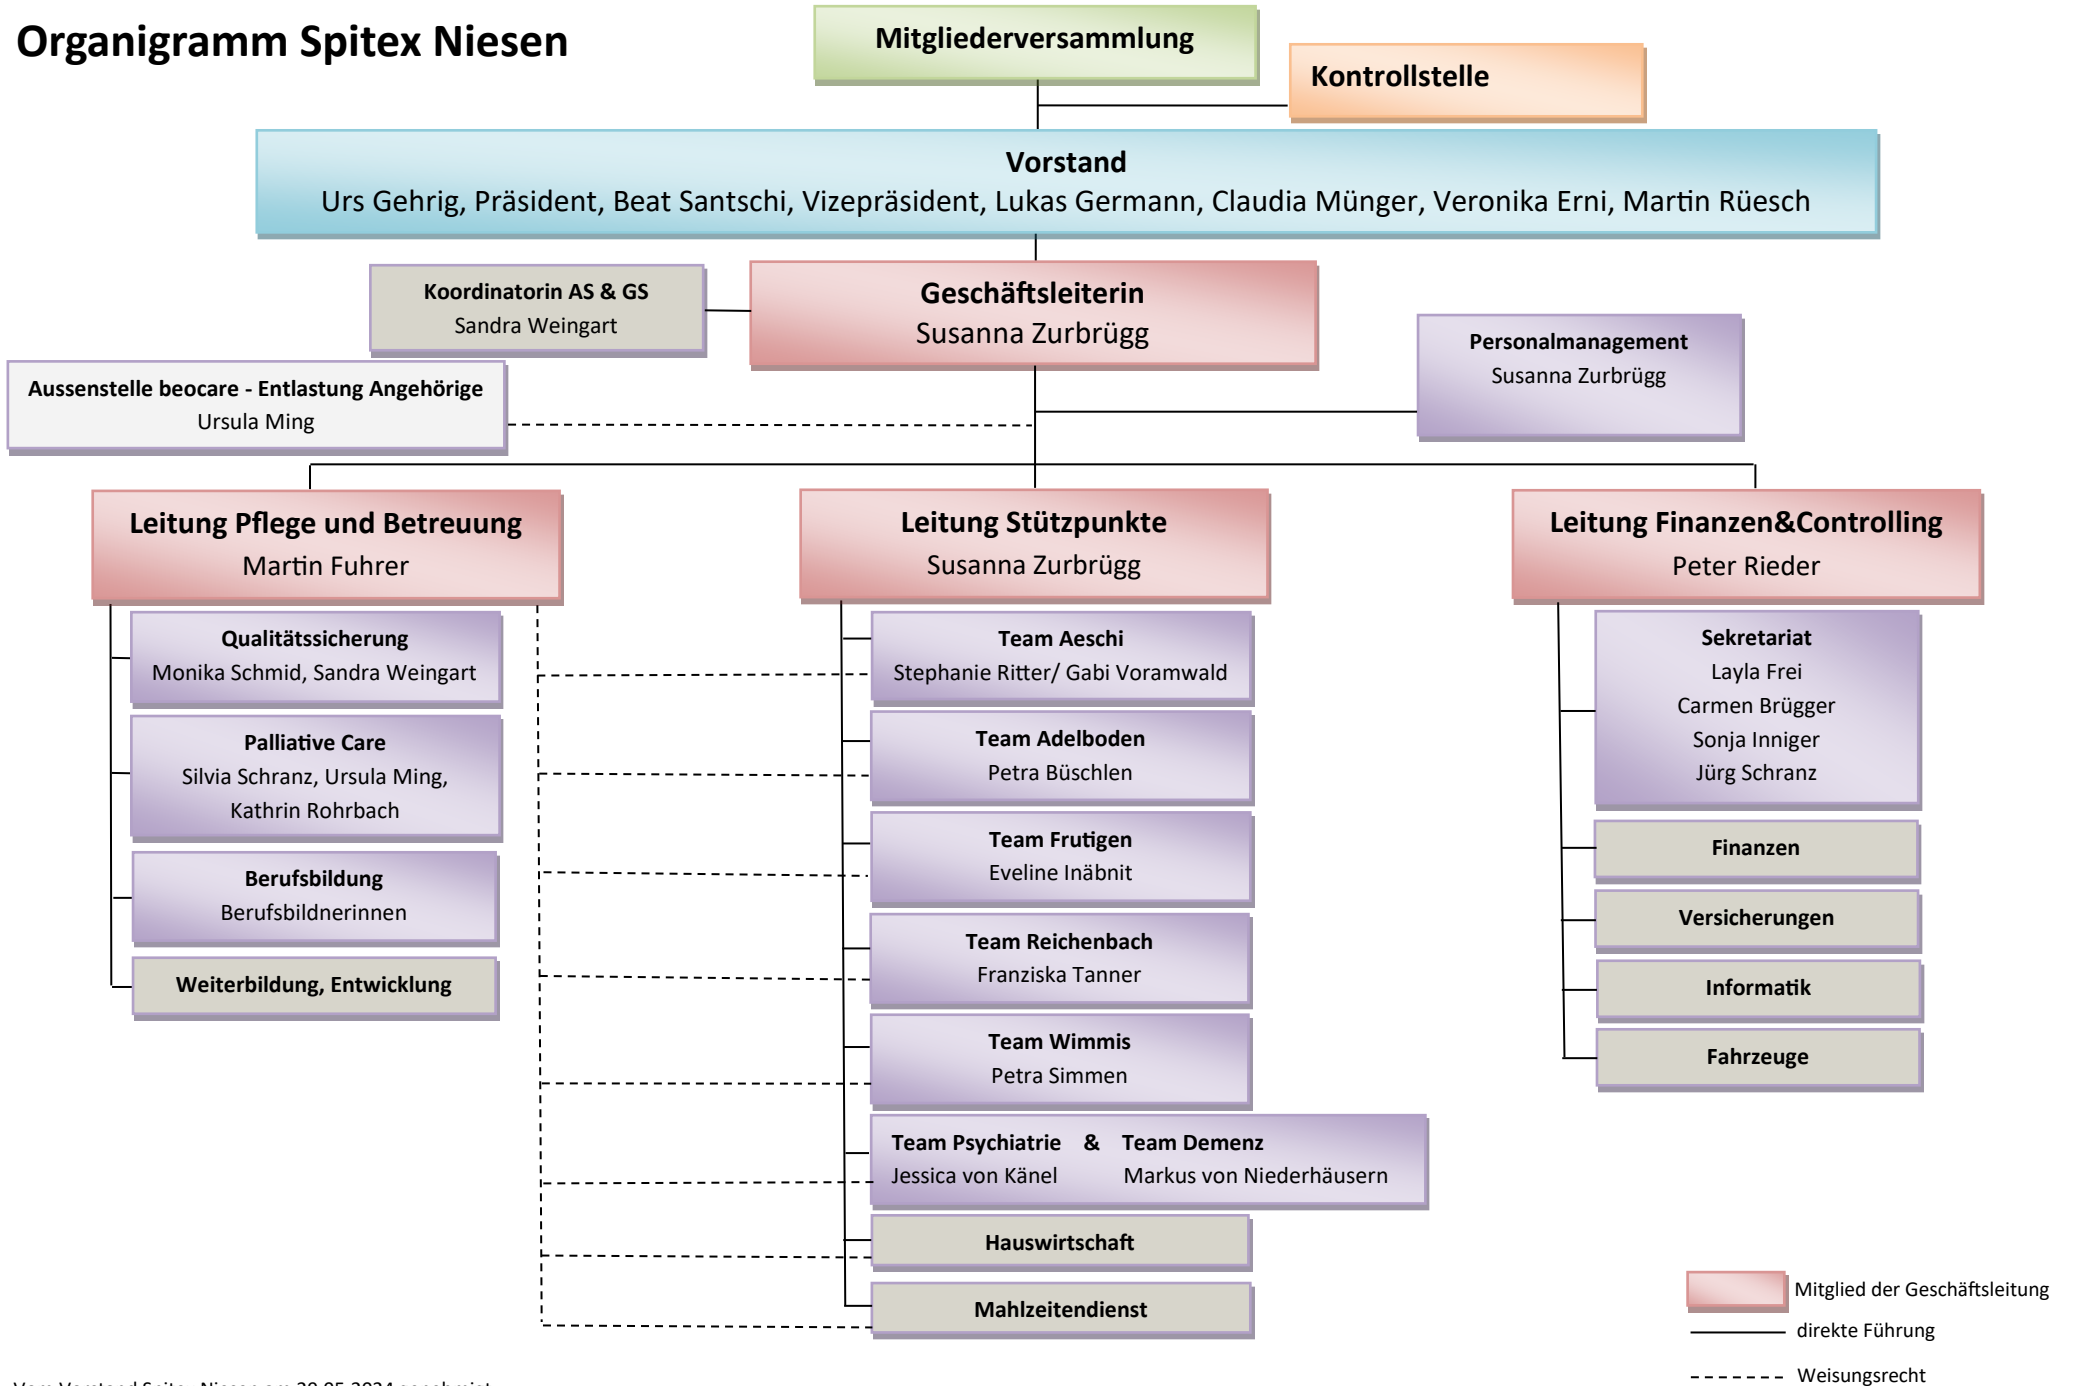 Organigramm Spitex Niesen
Mitgliederversammlung
Kontrollstelle
Vorstand
Urs Gehrig, Präsident, Beat Santschi, Vizepräsident, Lukas Germann, Claudia Münger, Veronika Erni, Martin Rüesch
Koordinatorin AS & GS
Sandra Weingart
Geschäftsleiterin
Susanna Zurbrügg
Personalmanagement
Susanna Zurbrügg
Aussenstelle beocare - Entlastung Angehörige
Ursula Ming
Leitung Pflege und Betreuung
Martin Fuhrer
Qualitätssicherung
Monika Schmid, Sandra Weingart
Palliative Care
Silvia Schranz, Ursula Ming,
Kathrin Rohrbach
Berufsbildung
Berufsbildnerinnen
Weiterbildung, Entwicklung
Leitung Stützpunkte
Susanna Zurbrügg
Team Aeschi
Stephanie Ritter/ Gabi Voramwald
Team Adelboden
Petra Büschlen
Team Frutigen
Eveline Inäbnit
Team Reichenbach
Franziska Tanner
Team Wimmis
Petra Simmen
Team Psychiatrie & Team Demenz
Jessica von Känel Markus von Niederhäusern
Hauswirtschaft
Mahlzeitendienst
Leitung Finanzen&Controlling
Peter Rieder
Sekretariat
Layla Frei
Carmen Brügger
Sonja Inniger
Jürg Schranz
Finanzen
Versicherungen
Informatik
Fahrzeuge
Mitglied der Geschäftsleitung
direkte Führung
Weisungsrecht